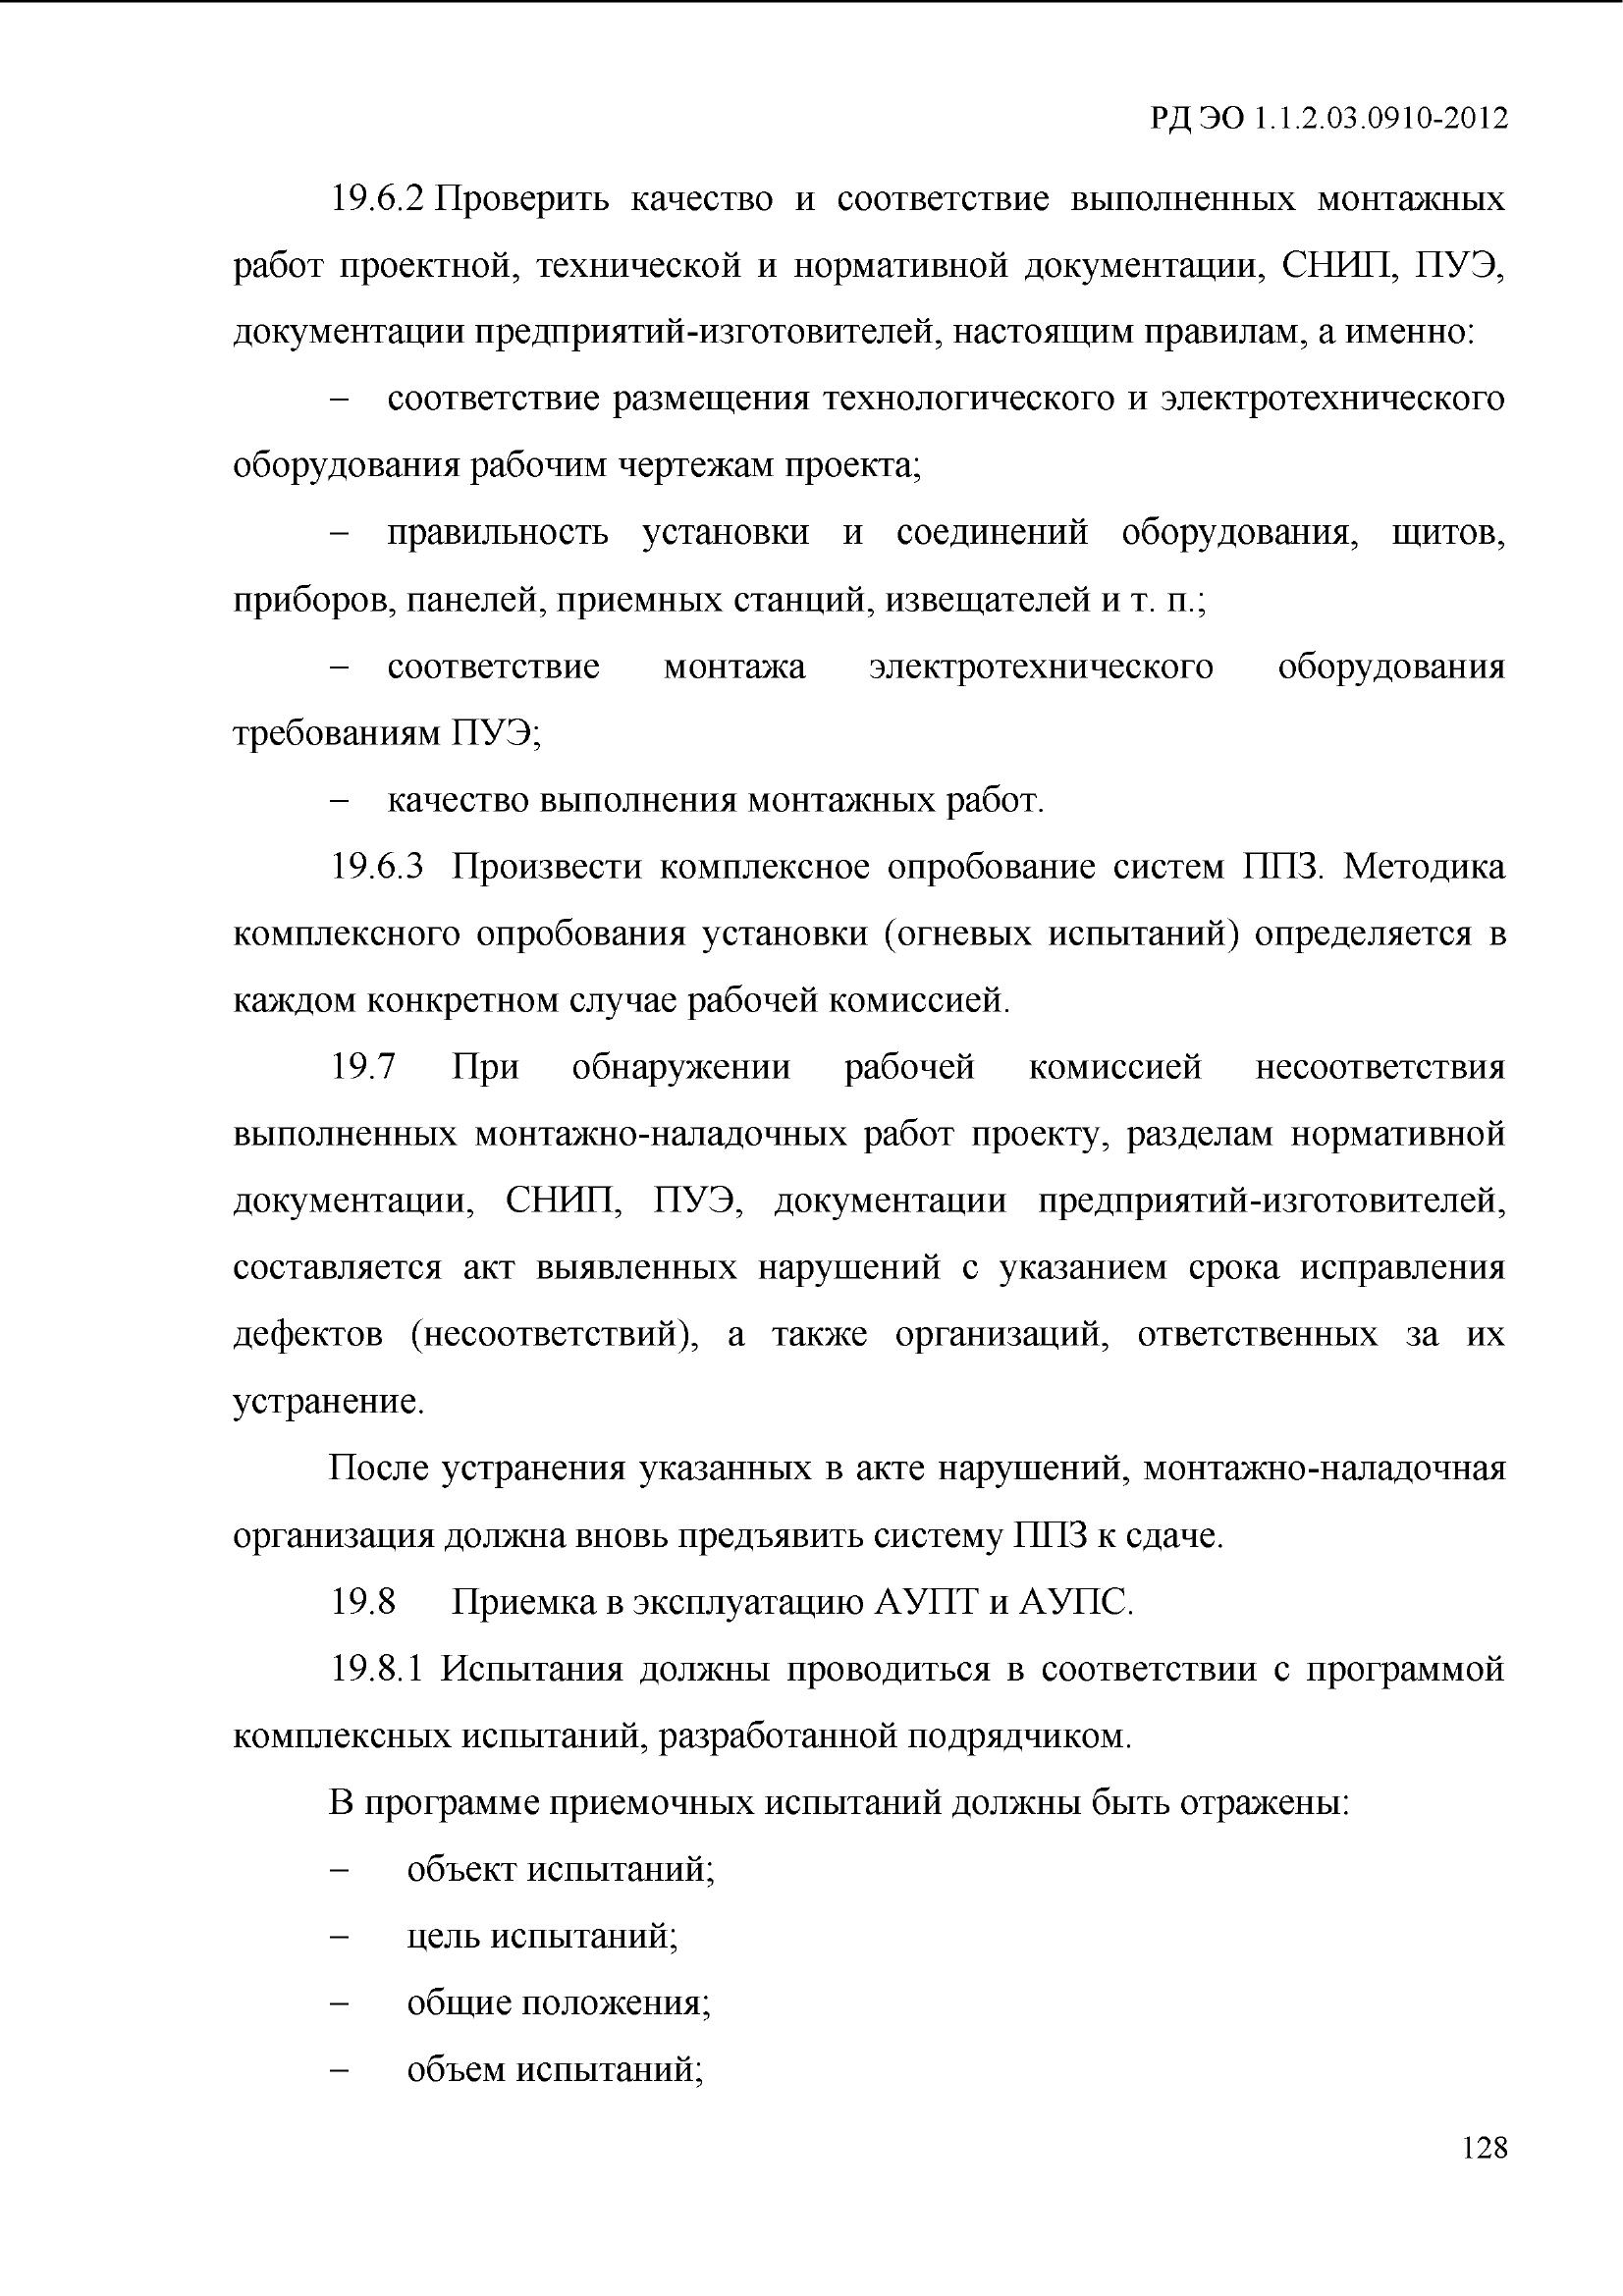 РД ЭО 1.1.2.03.0910-2012
19.6.2 Проверить качество и соответствие выполненных монтажных
работ проектной, технической и нормативной документации, СНИП, ПУЭ,
документации предприятий-изготовителей, настоящим правилам, а именно:
– соответствие размещения технологического и электротехнического
оборудования рабочим чертежам проекта;
– правильность установки и соединений оборудования, щитов,
приборов, панелей, приемных станций, извещателей и т. п.;
– соответствие монтажа электротехнического оборудования
требованиям ПУЭ;
– качество выполнения монтажных работ.
19.6.3 Произвести комплексное опробование систем ППЗ. Методика
комплексного опробования установки (огневых испытаний) определяется в
каждом конкретном случае рабочей комиссией.
19.7 При обнаружении рабочей комиссией несоответствия
выполненных монтажно-наладочных работ проекту, разделам нормативной
документации, СНИП, ПУЭ, документации предприятий-изготовителей,
составляется акт выявленных нарушений с указанием срока исправления
дефектов (несоответствий), а также организаций, ответственных за их
устранение.
После устранения указанных в акте нарушений, монтажно-наладочная
организация должна вновь предъявить систему ППЗ к сдаче.
19.8 Приемка в эксплуатацию АУПТ и АУПС.
19.8.1 Испытания должны проводиться в соответствии с программой
комплексных испытаний, разработанной подрядчиком.
В программе приемочных испытаний должны быть отражены:
– объект испытаний;
– цель испытаний;
– общие положения;
– объем испытаний;
128